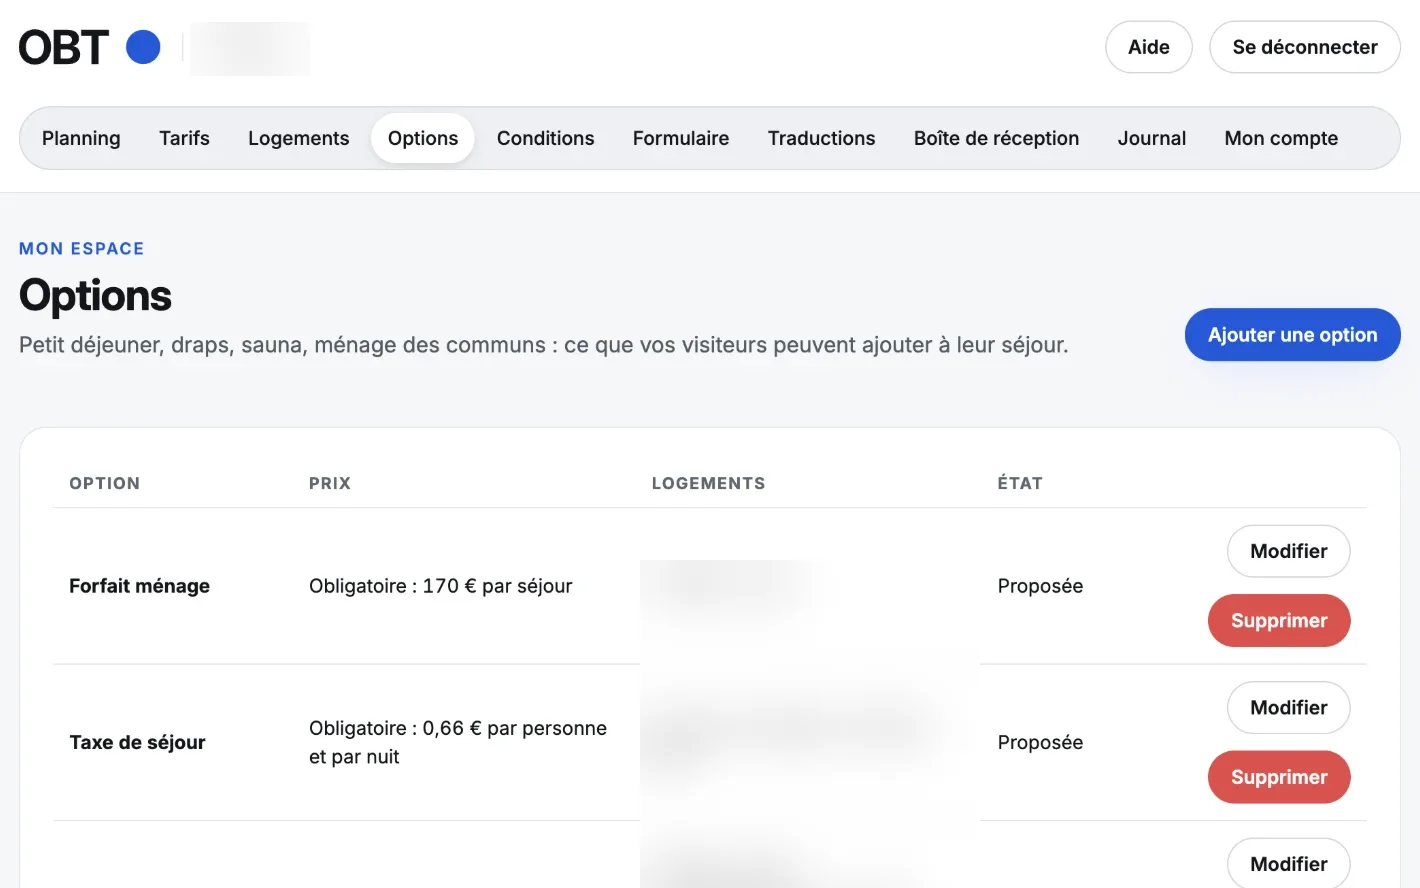 OBT
Aide
Se déconnecter
Planning
Tarifs
Logements
Options
Conditions
Formulaire
Traductions
Boîte de réception
Journal
Mon compte
MON ESPACE
Options
Petit déjeuner, draps, sauna, ménage des communs : ce que vos visiteurs peuvent ajouter à leur séjour.
Ajouter une option
OPTION
PRIX
LOGEMENTS
ÉTAT
Forfait ménage
Obligatoire : 170 € par séjour
Proposée
Modifier
Supprimer
Taxe de séjour
Obligatoire : 0,66 € par personne
et par nuit
Proposée
Modifier
Supprimer
Modifier